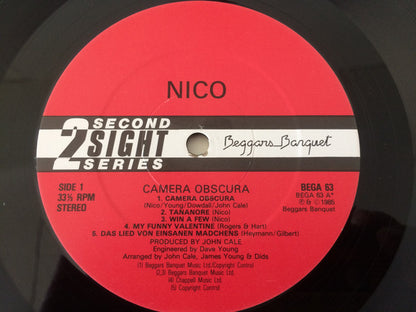 NICO
2 SECOND
SIGHT
SERIES
Beggars Banquet
SIDE 1
33⅓ RPM
STEREO
CAMERA OBSCURA
BEGA 63
BEGA 63 A*
℗ & © 1985
Beggars Banquet
1. CAMERA OBSCURA
(Nico/Young/Dowdall/John Cale)
2. TANANORE (Nico)
3. WIN A FEW (Nico)
4. MY FUNNY VALENTINE (Rogers & Hart)
5. DAS LIED VON EINSANEN MADCHENS (Heymann/Gilbert)
PRODUCED BY JOHN CALE
Engineered by Dave Young
Arranged by John Cale, James Young & Dids
(1) Beggars Banquet Music Ltd./Copyright Control
(2,3) Beggars Banquet Music Ltd.
(4) Chappell Music Ltd.
(5) Copyright Control